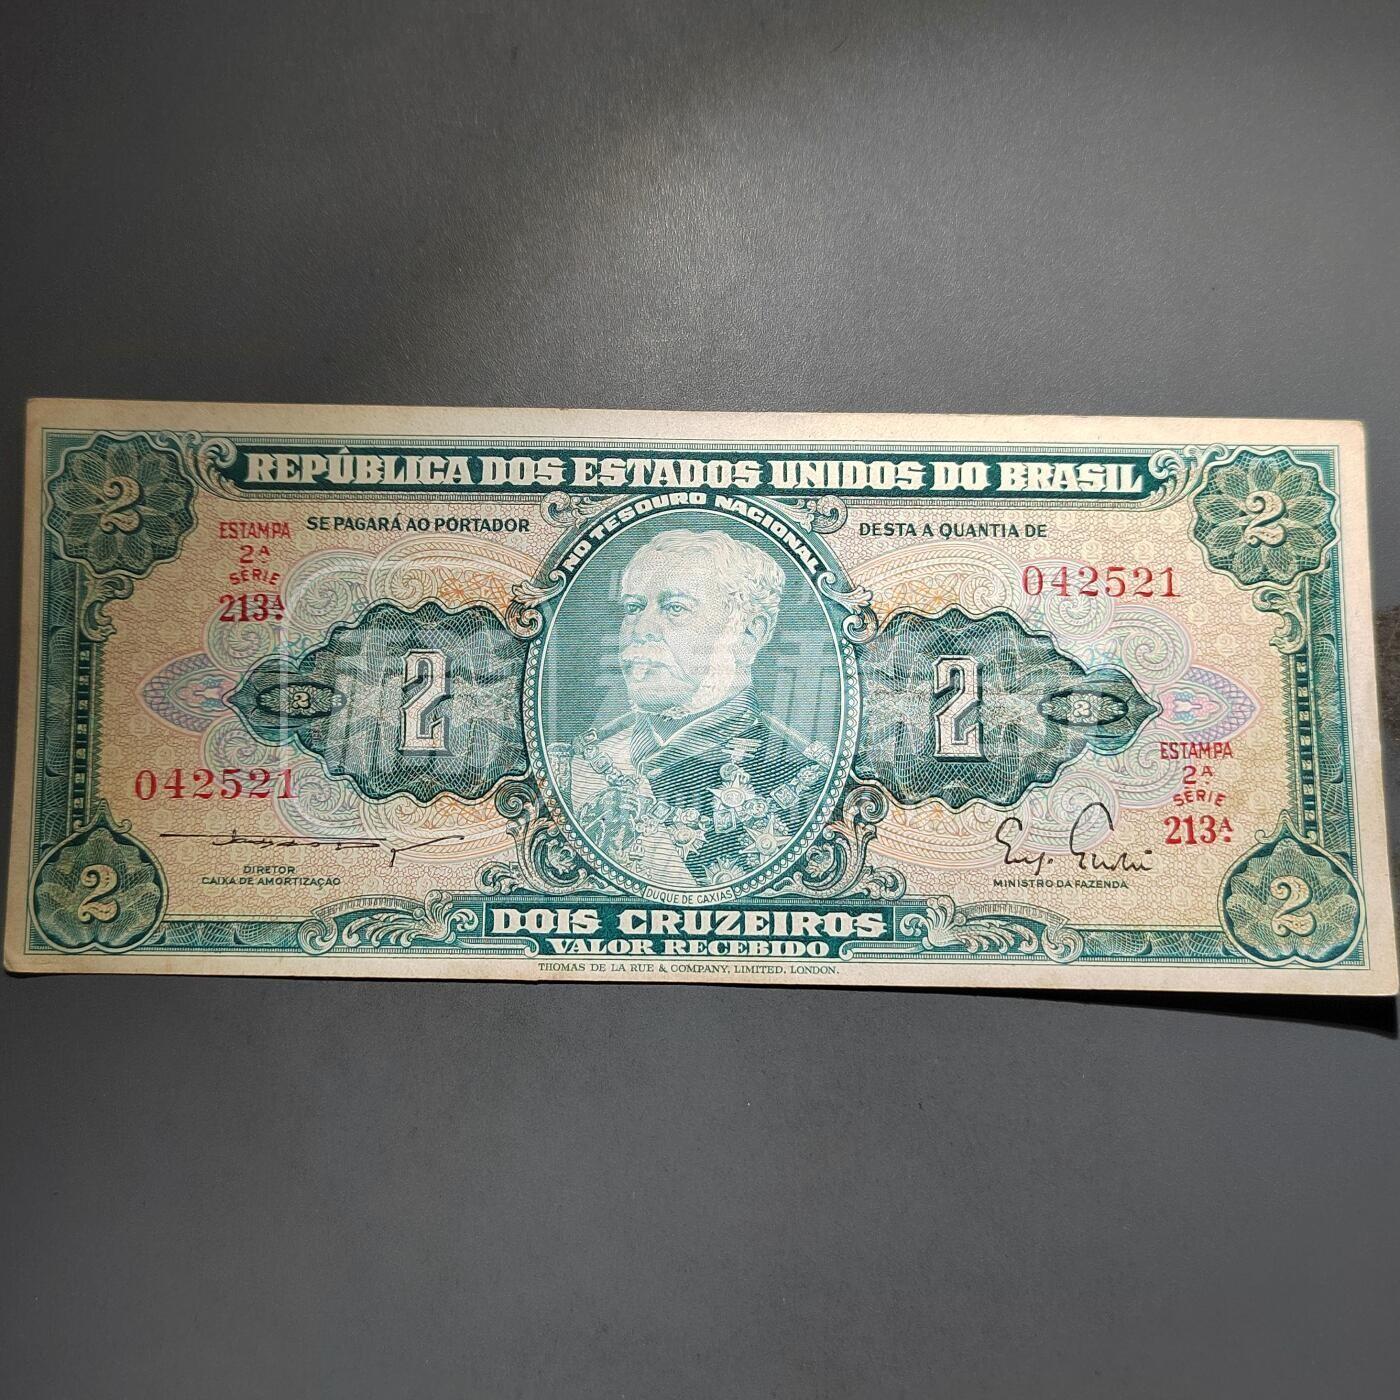 REPÚBLICA DOS ESTADOS UNIDOS DO BRASIL
2
2
NO TESOURO NACIONAL
ESTAMPA
2ª
SÉRIE
213ª
SE PAGARÁ AO PORTADOR
DESTA A QUANTIA DE
042521
2
2
2
2
042521
ESTAMPA
2ª
SÉRIE
213ª
DIRETOR
CAIXA DE AMORTIZAÇÃO
MINISTRO DA FAZENDA
2
2
DUQUE DE CAXIAS
DOIS CRUZEIROS
VALOR RECEBIDO
THOMAS DE LA RUE & COMPANY, LIMITED, LONDON.